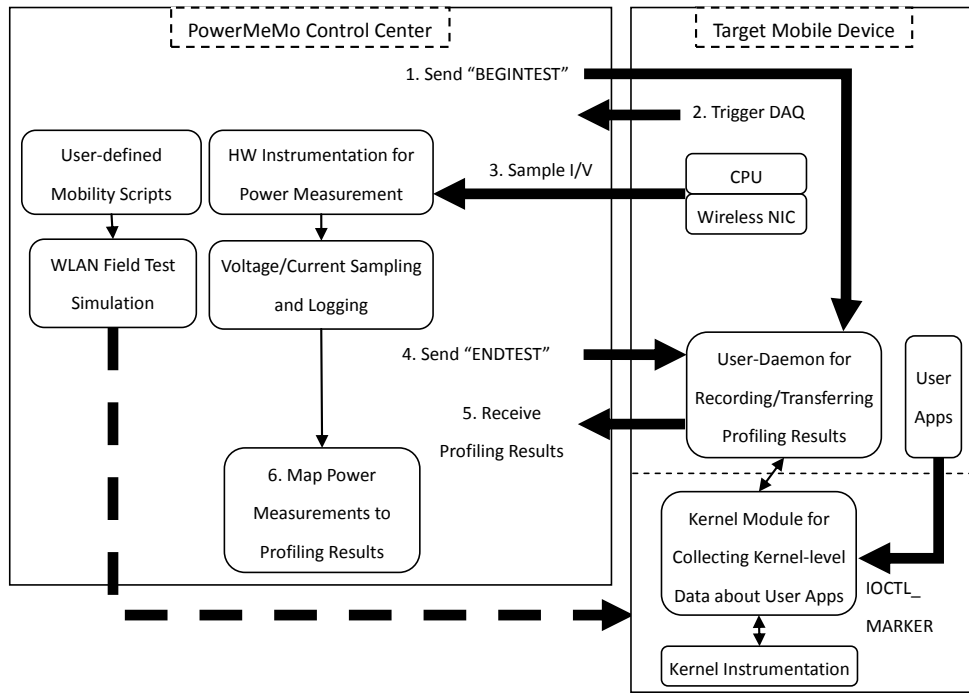 PowerMeMo Control Center
Target Mobile Device
1. Send “BEGINTEST”
2. Trigger DAQ
User-defined
Mobility Scripts
HW Instrumentation for
Power Measurement
3. Sample I/V
CPU
Wireless NIC
WLAN Field Test
Simulation
Voltage/Current Sampling
and Logging
4. Send “ENDTEST”
User-Daemon for
Recording/Transferring
Profiling Results
User
Apps
5. Receive
Profiling Results
6. Map Power
Measurements to
Profiling Results
Kernel Module for
Collecting Kernel-level
Data about User Apps
IOCTL_
MARKER
Kernel Instrumentation